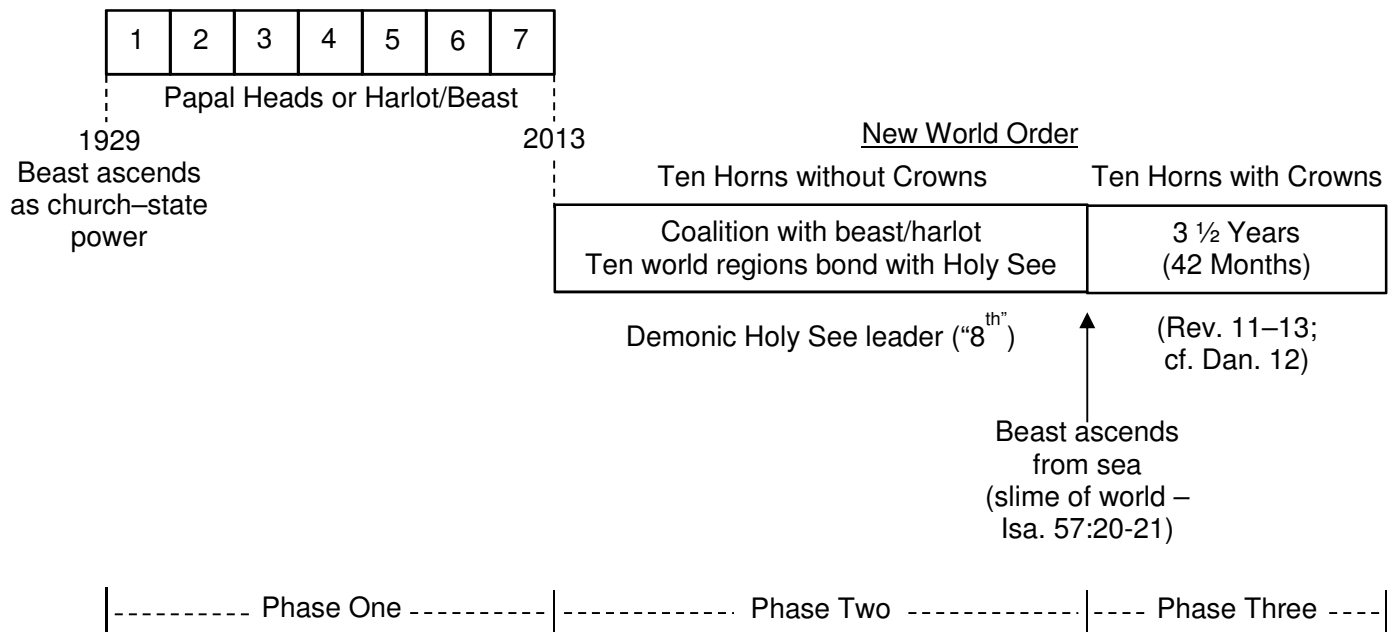 1 2 3 4 5 6 7
Papal Heads or Harlot/Beast
1929
Beast ascends
as church–state
power
2013
New World Order
Ten Horns without Crowns
Ten Horns with Crowns
Coalition with beast/harlot
Ten world regions bond with Holy See
3 ½ Years
(42 Months)
Demonic Holy See leader (“8th”)
(Rev. 11–13;
cf. Dan. 12)
Beast ascends
from sea
(slime of world –
Isa. 57:20-21)
Phase One
Phase Two
Phase Three